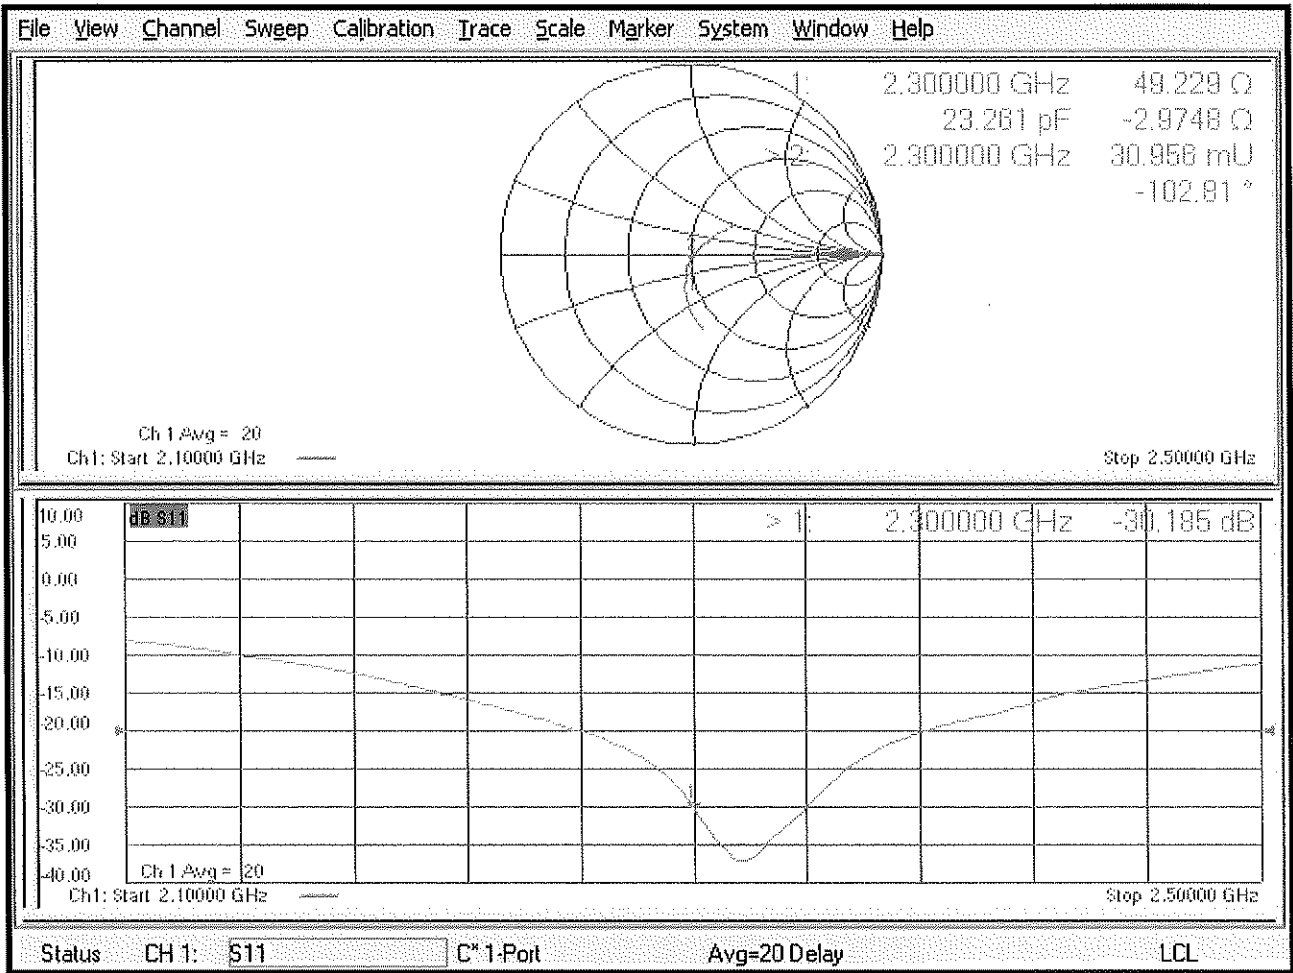 File View Channel Sweep Calibration Trace Scale Marker System Window Help
1: 2.300000 GHz 49.229 Ω
23.261 pF -2.9748 Ω
> 2: 2.300000 GHz 30.956 mU
-102.91 °
Ch 1 Avg = 20
Ch1: Start 2.10000 GHz
Stop 2.50000 GHz
10.00
dB S11
> 1: 2.300000 GHz -30.185 dB
5.00
0.00
-5.00
-10.00
-15.00
-20.00
-25.00
-30.00
-35.00
-40.00
Ch 1 Avg = 20
Ch1: Start 2.10000 GHz
Stop 2.50000 GHz
Status CH 1: S11 C* 1-Port Avg=20 Delay LCL